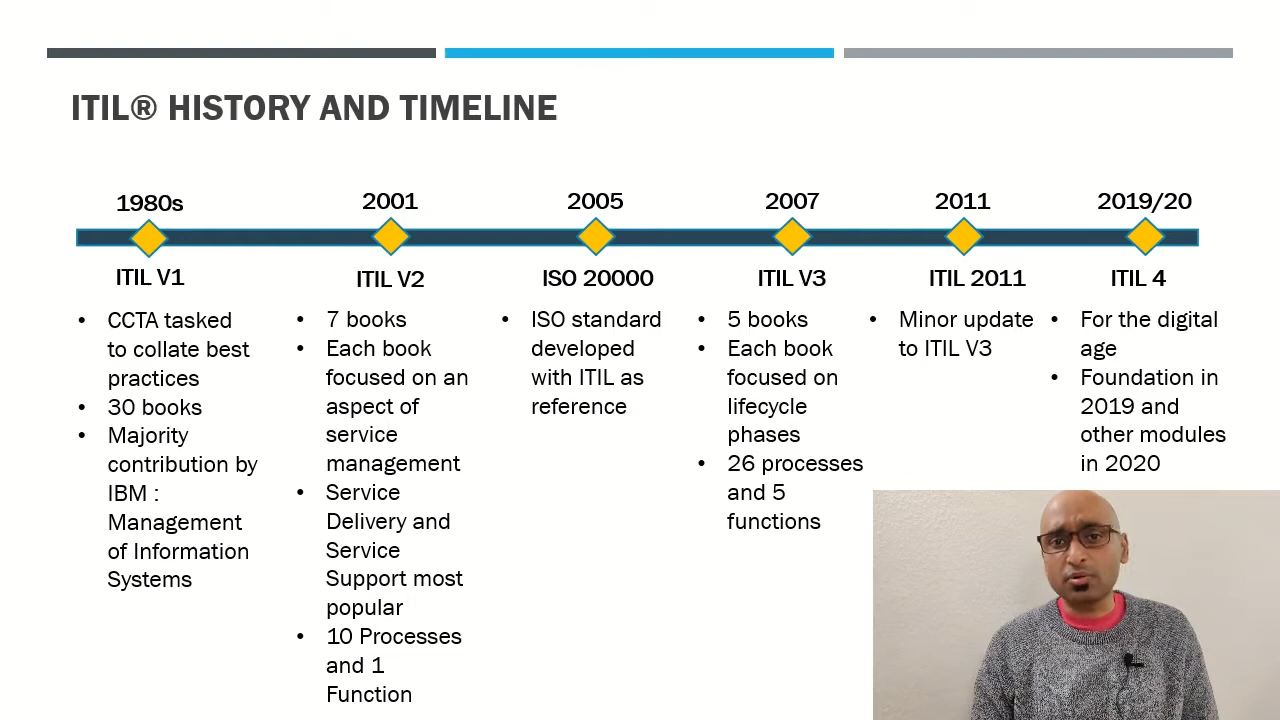 ITIL® HISTORY AND TIMELINE
1980s
ITIL V1
• CCTA tasked
to collate best
practices
• 30 books
• Majority
contribution by
IBM :
Management
of Information
Systems
2001
ITIL V2
• 7 books
• Each book
focused on an
aspect of
service
management
• Service
Delivery and
Service
Support most
popular
• 10 Processes
and 1
Function
2005
ISO 20000
• ISO standard
developed
with ITIL as
reference
2007
ITIL V3
• 5 books
• Each book
focused on
lifecycle
phases
• 26 processes
and 5
functions
2011
ITIL 2011
• Minor update
to ITIL V3
2019/20
ITIL 4
• For the digital
age
• Foundation in
2019 and
other modules
in 2020